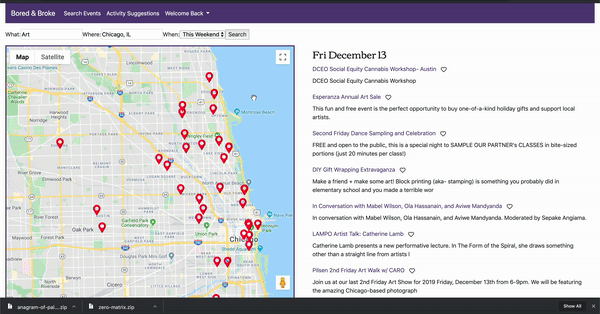 Bored & Broke Search Events Activity Suggestions Welcome Back
What: Art Where: Chicago, IL When: This Weekend Search
Map Satellite
Fri December 13
DCEO Social Equity Cannabis Workshop- Austin
DCEO Social Equity Cannabis Workshop
Esperanza Annual Art Sale
This fun and free event is the perfect opportunity to buy one-of-a-kind holiday gifts and support local
artists.
Second Friday Dance Sampling and Celebration
FREE and open to the public, this is a special night to SAMPLE OUR PARTNER's CLASSES in bite-sized
portions (just 20 minutes per class!)
DIY Gift Wrapping Extravaganza
Make a friend + make some art! Block printing (aka- stamping) is something you probably did in
elementary school and you made a terrible wor
In Conversation with Mabel Wilson, Ola Hassanain, and Avivee Mandyanda
In conversation with Mabel Wilson, Ola Hassanain, and Aviwe Mandyanda. Moderated by Sepake Angiama.
LAMPO Artist Talk: Catherine Lamb
Catherine Lamb presents a new performative lecture. In The Form of the Spiral, she draws something
other than a straight line from artists I
Pilsen 2nd Friday Art Walk w/ CARO
Join us at our last 2nd Friday Art Show for 2019 Friday, December 13th from 6-9pm. We will be featuring
the amazing Chicago-based photograph
Montrose Beach
Oak Park
Chicago
River Forest
Elmwood Park
Douglas Park
anagram-of-pal....zip zero-matrix.zip Show All